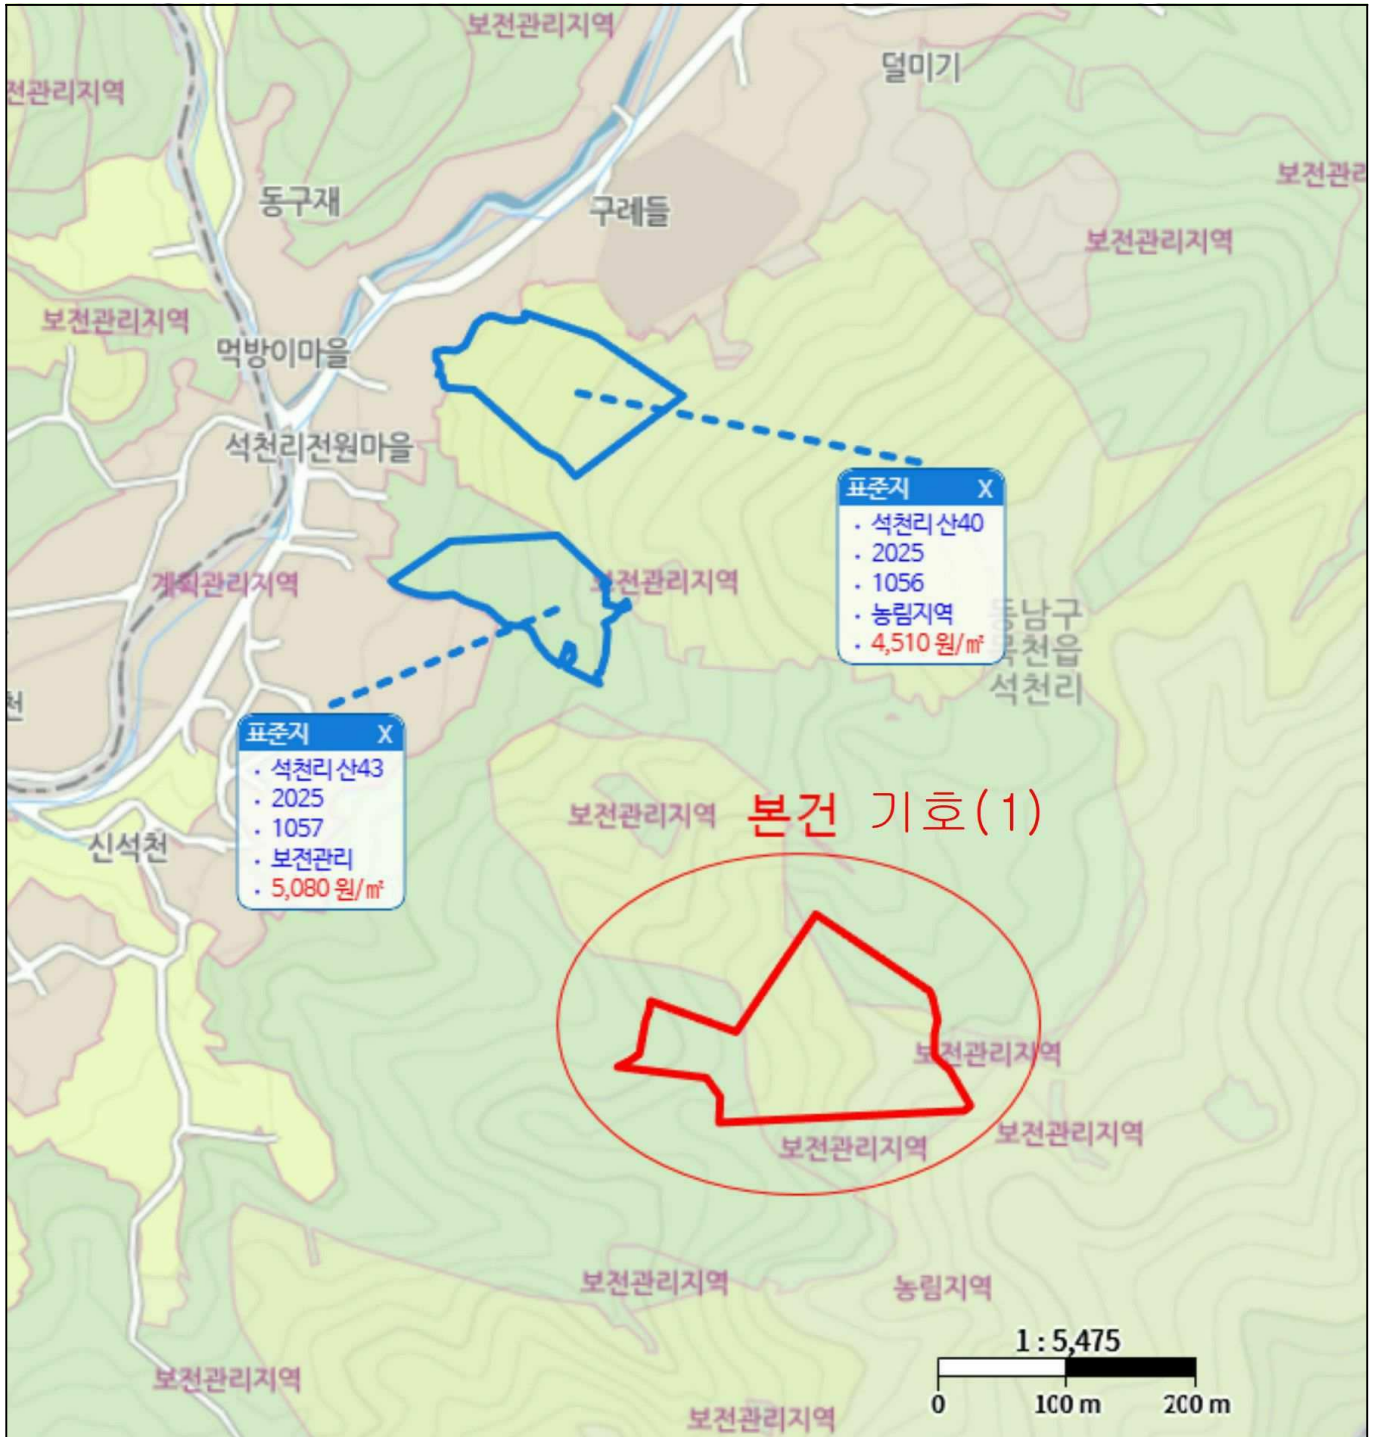 보전관리지역
덜미기
전관리지역
보전관리
동구재
구례들
보전관리지역
보전관리지역
먹방이마을
석천리전원마을
표준지 X
· 석천리 산40
· 2025
· 1056
· 농림지역
· 4,510 원/㎡
계획관리지역
보전관리지역
동남구
목천읍
석천리
천
표준지 X
· 석천리 산43
· 2025
· 1057
· 보전관리
· 5,080 원/㎡
보전관리지역
본건 기호(1)
신석천
보전관리지역
보전관리지역
보전관리지역
보전관리지역
농림지역
1 : 5,475
보전관리지역
0 100 m 200 m
보전관리지역